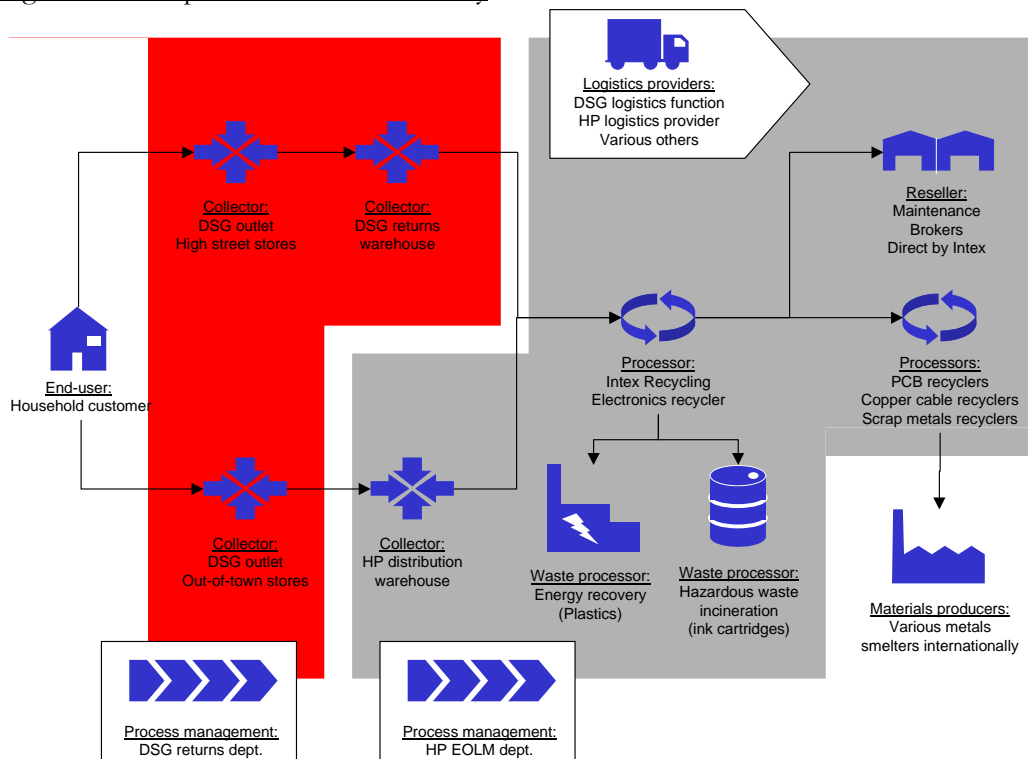 Logistics providers:
DSG logistics function
HP logistics provider
Various others
Collector:
DSG outlet
High street stores
Collector:
DSG returns
warehouse
Reseller:
Maintenance
Brokers
Direct by Intex
End-user:
Household customer
Processor:
Intex Recycling
Electronics recycler
Processors:
PCB recyclers
Copper cable recyclers
Scrap metals recyclers
Collector:
DSG outlet
Out-of-town stores
Collector:
HP distribution
warehouse
Waste processor:
Energy recovery
(Plastics)
Waste processor:
Hazardous waste
incineration
(ink cartridges)
Materials producers:
Various metals
smelters internationally
Process management:
DSG returns dept.
Process management:
HP EOLM dept.